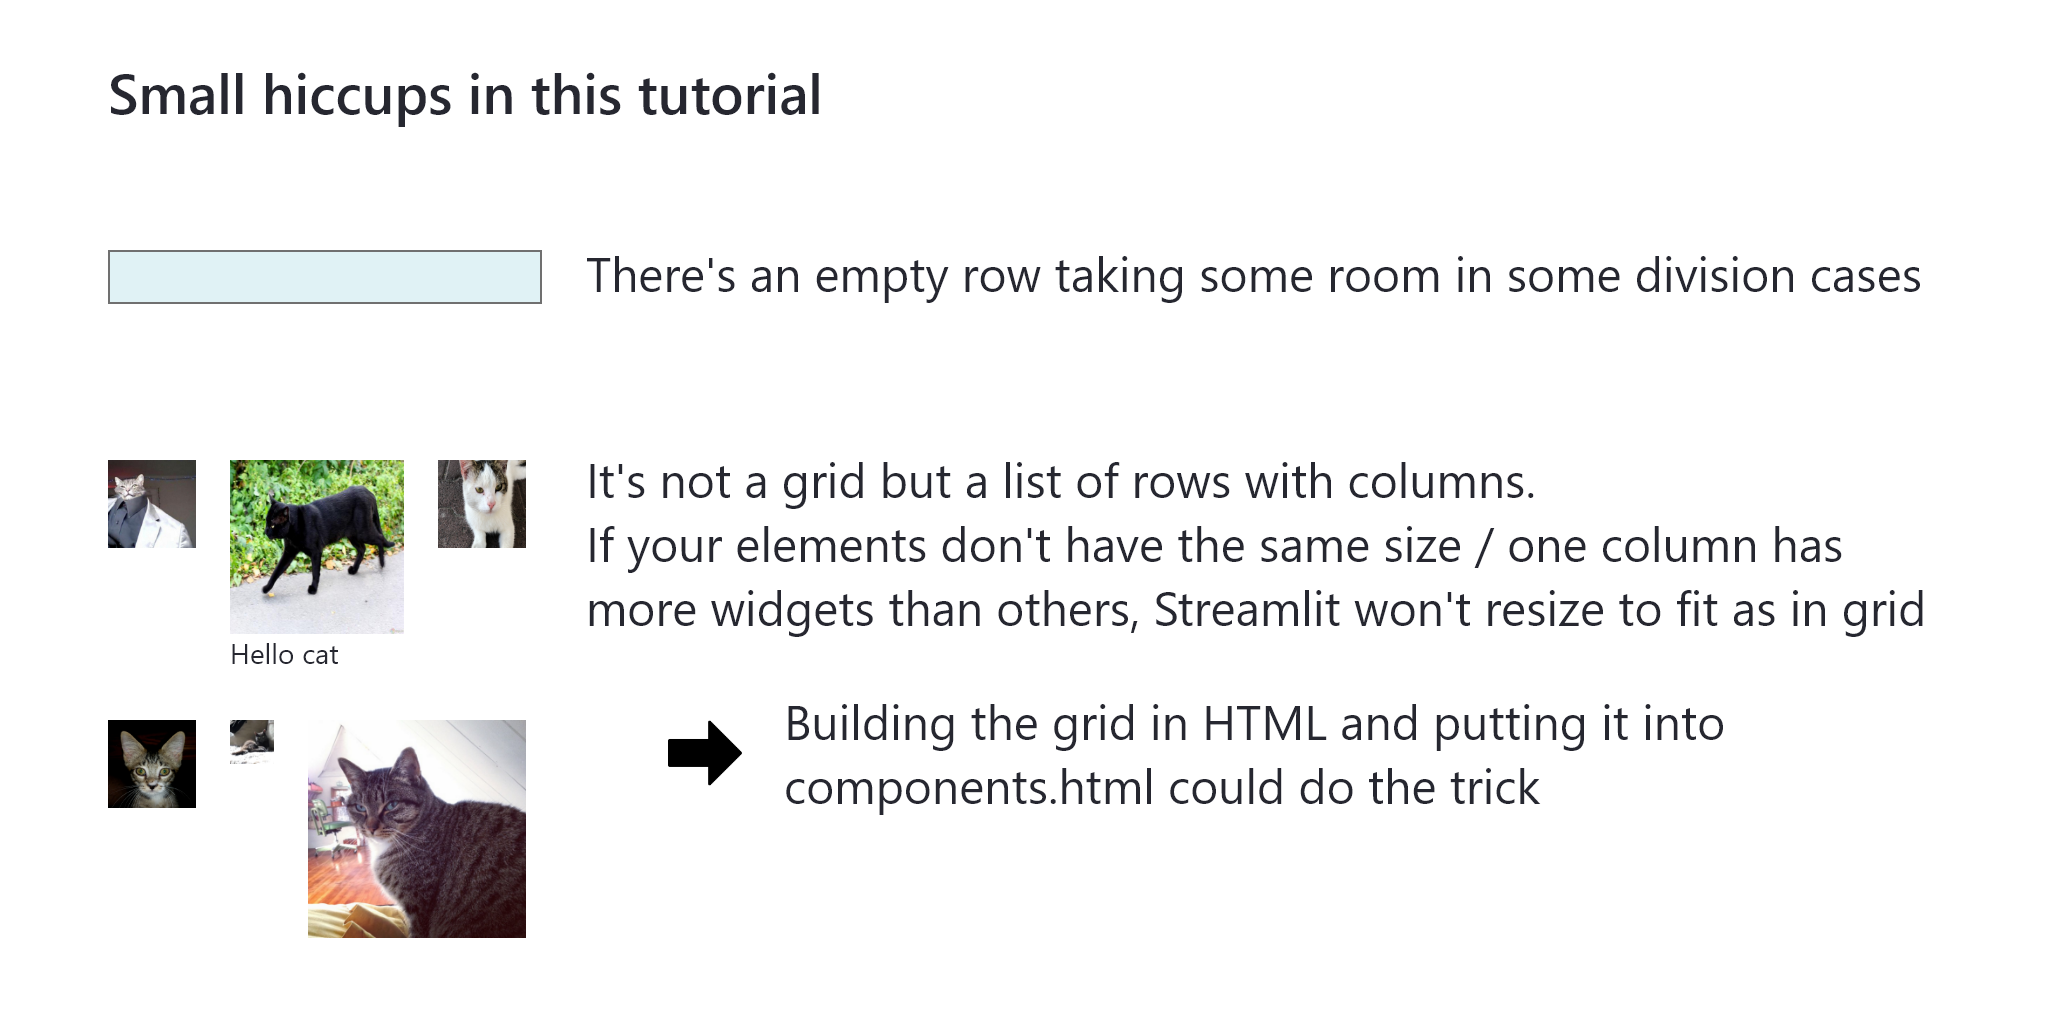 Small hiccups in this tutorial
There's an empty row taking some room in some division cases
It's not a grid but a list of rows with columns.
If your elements don't have the same size / one column has
more widgets than others, Streamlit won't resize to fit as in grid
Hello cat
Building the grid in HTML and putting it into
components.html could do the trick